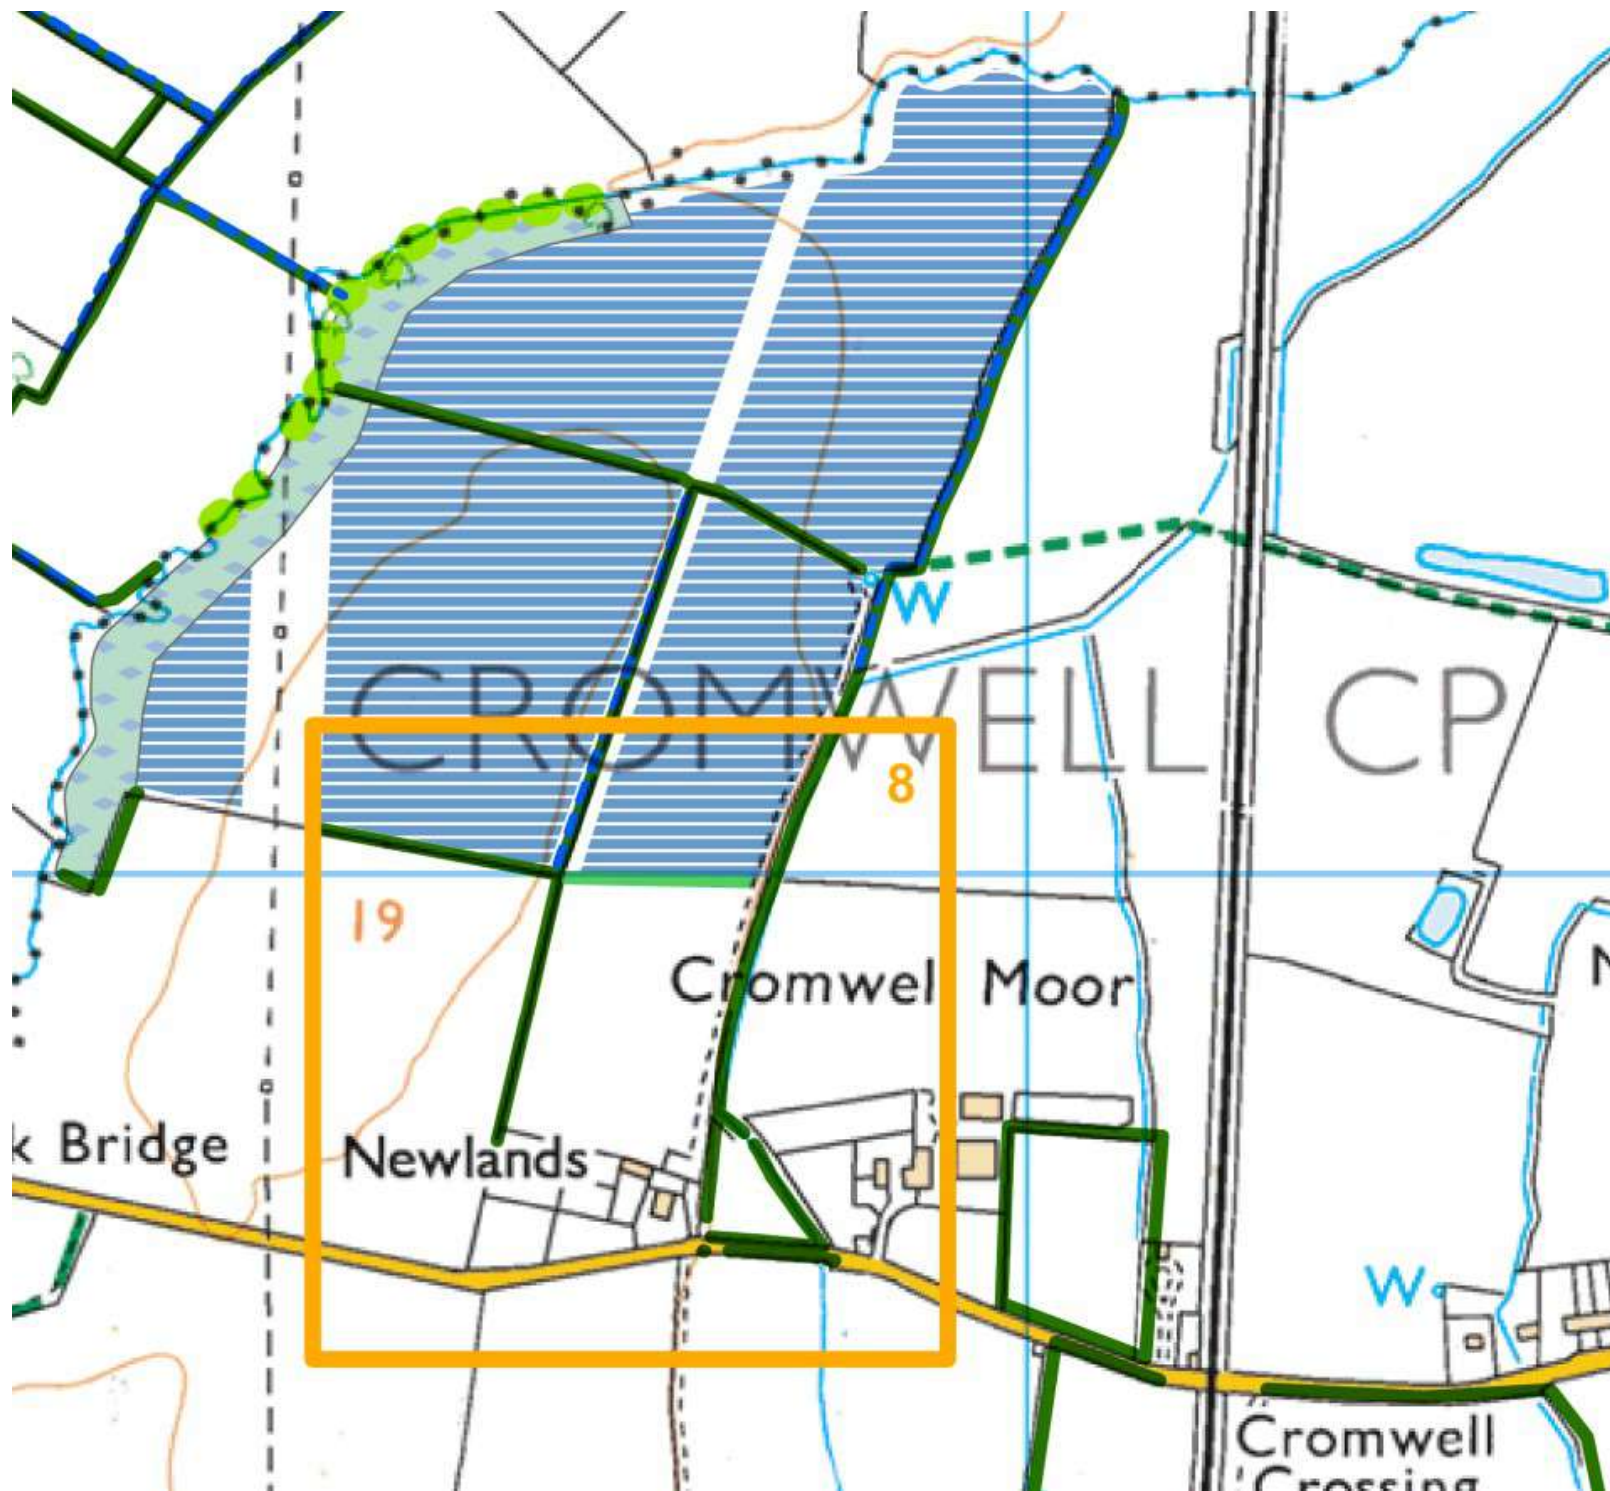 W
CROMWELL CP
8
19
Cromwell Moor
k Bridge
Newlands
W
N
Cromwell
Crossing